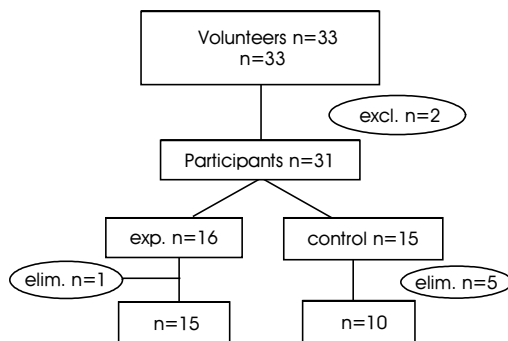 Volunteers n=33
n=33
excl. n=2
Participants n=31
exp. n=16
control n=15
elim. n=1
elim. n=5
n=15
n=10